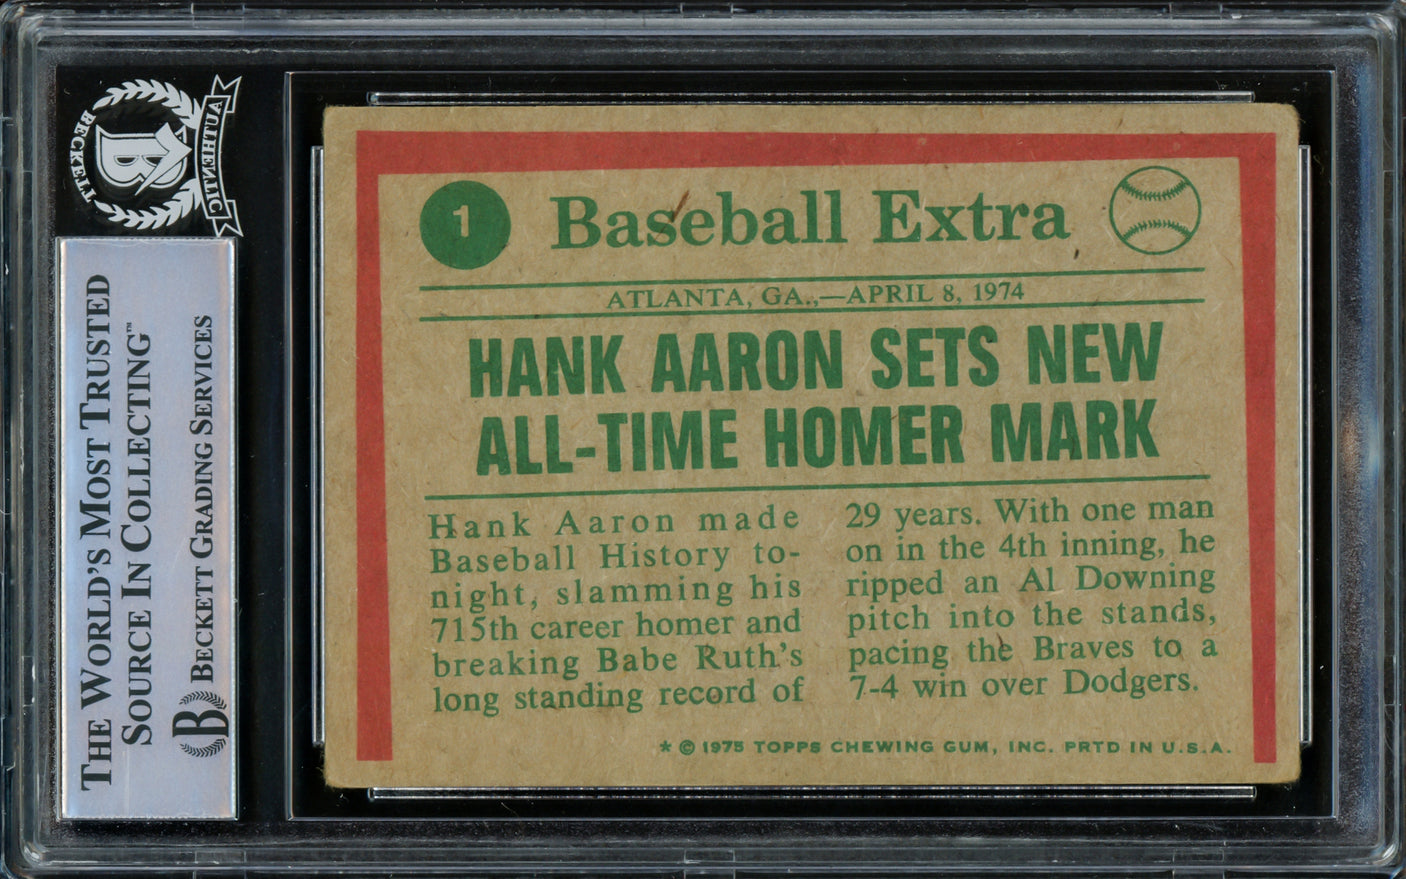 BECKETT
AUTHENTIC
B
THE WORLD'S MOST TRUSTED
SOURCE IN COLLECTING™
B BECKETT GRADING SERVICES
1
Baseball Extra
ATLANTA, GA.,—APRIL 8, 1974
HANK AARON SETS NEW
ALL-TIME HOMER MARK
Hank Aaron made
Baseball History to-
night, slamming his
715th career homer and
breaking Babe Ruth's
long standing record of
29 years. With one man
on in the 4th inning, he
ripped an Al Downing
pitch into the stands,
pacing the Braves to a
7-4 win over Dodgers.
* © 1975 TOPPS CHEWING GUM, INC. PRTD IN U.S.A.